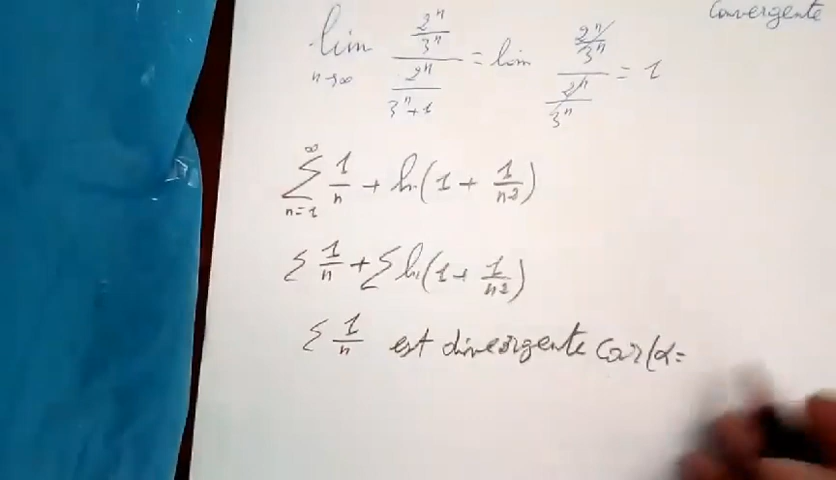 Convergente
lim n→∞ (2^n/3^n)/(2^n/3^n+1) = lim (2^n/3^n)/(2^n/3^n) = 1
∞ Σ n=1 1/n + ln(1 + 1/n2)
Σ 1/n + Σ ln(1 + 1/n2)
Σ 1/n est divergente car (α=